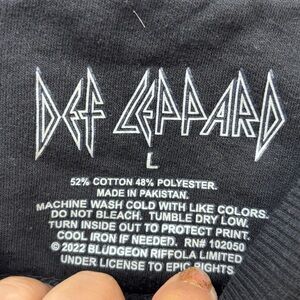 DEF LEPPARD
L
52% COTTON 48% POLYESTER.
MADE IN PAKISTAN.
MACHINE WASH COLD WITH LIKE COLORS.
DO NOT BLEACH. TUMBLE DRY LOW.
TURN INSIDE OUT TO PROTECT PRINT.
COOL IRON IF NEEDED. RN# 102050
© 2022 BLUDGEON RIFFOLA LIMITED
UNDER LICENSE TO EPIC RIGHTS